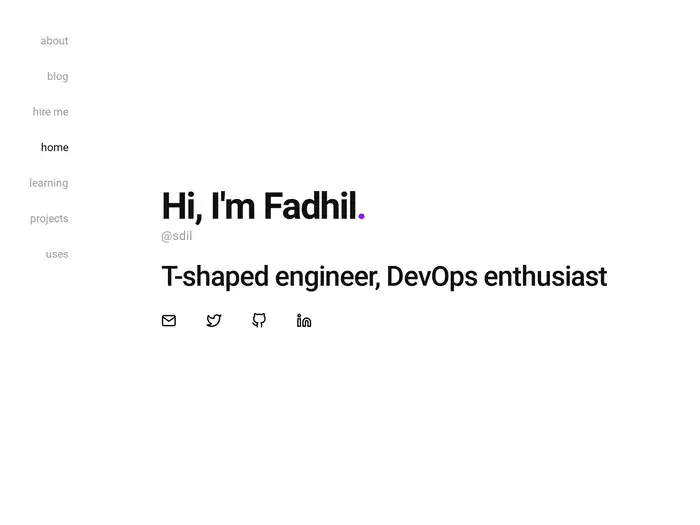 about
blog
hire me
home
learning
projects
uses
Hi, I'm Fadhil.
@sdil
T-shaped engineer, DevOps enthusiast